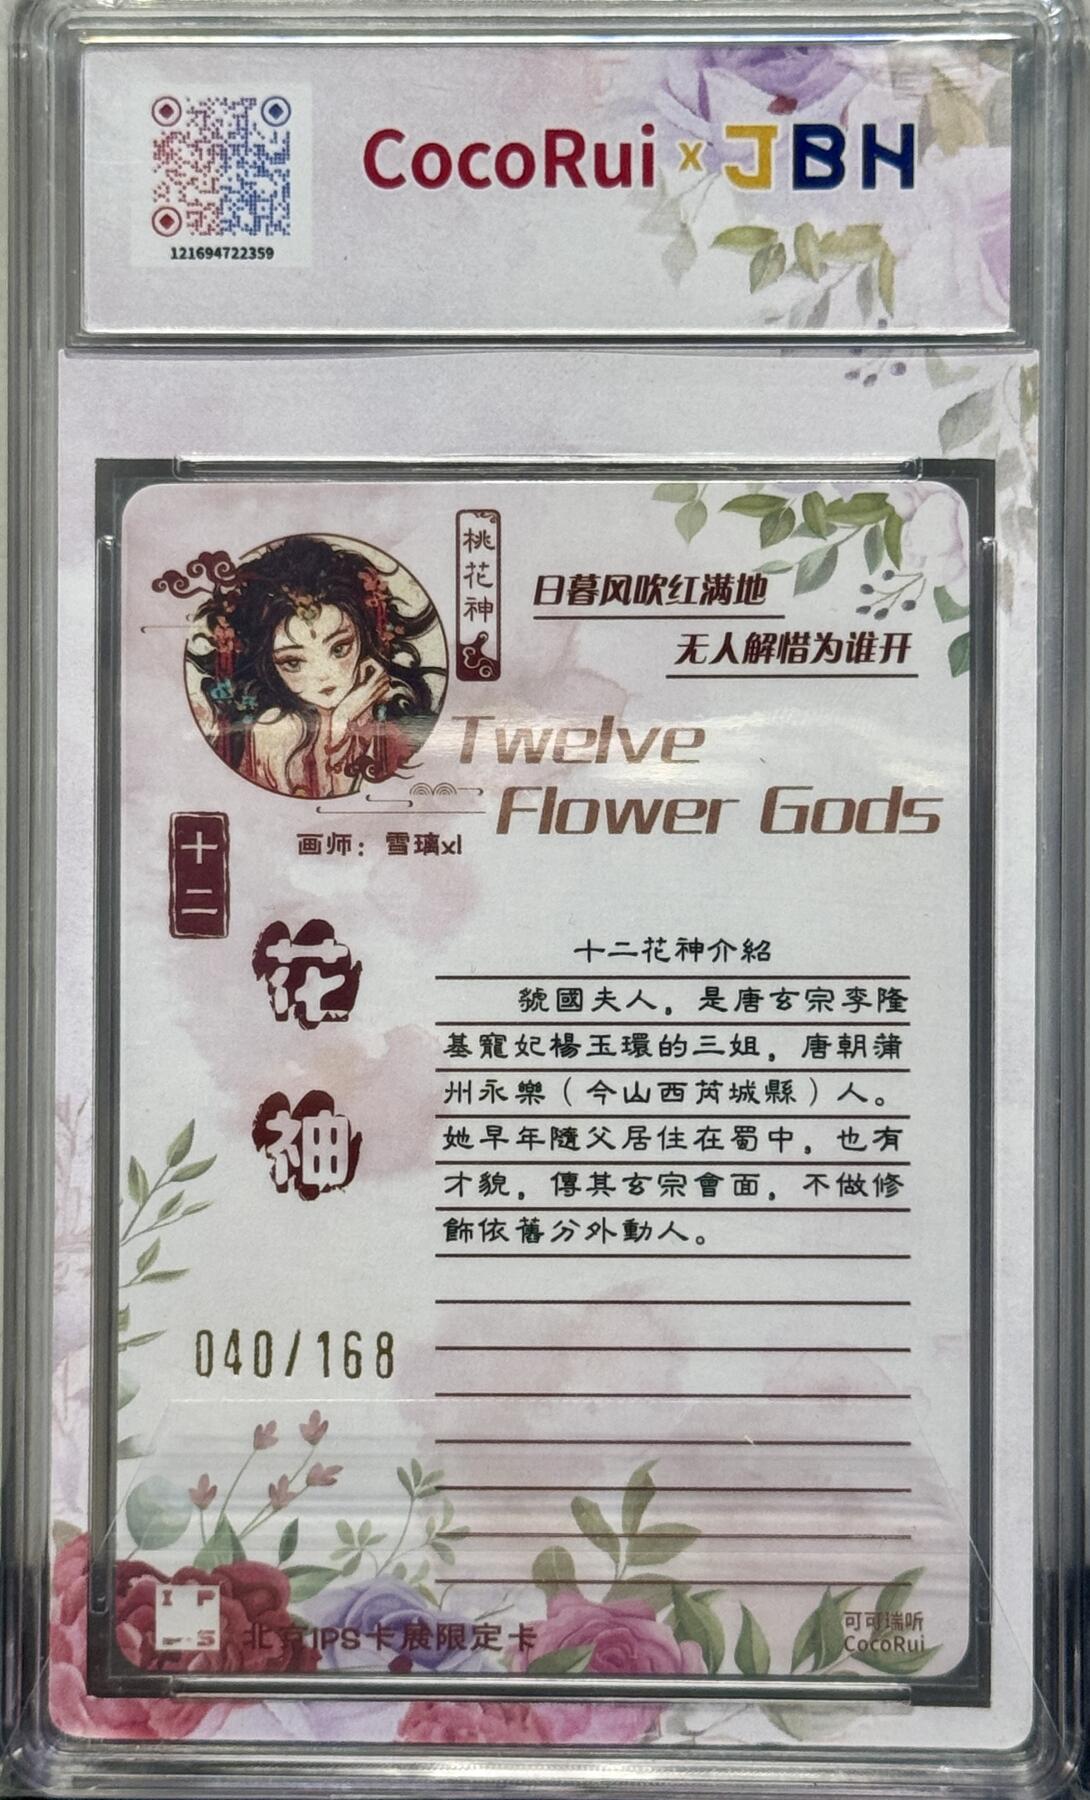 CocoRui x JBH
121694722359
桃花神
日暮风吹红满地
无人解惜为谁开
Twelve
Flower Gods
画师：雪璃xl
十二
花神
十二花神介紹
號國夫人，是唐玄宗李隆
基寵妃楊玉環的三姐，唐朝蒲
州永樂（今山西芮城縣）人。
她早年隨父居住在蜀中，也有
才貌，傳其玄宗會面，不做修
飾依舊分外動人。
040/168
IP
S
北京IPS卡展限定卡
可可瑞听
CocoRui